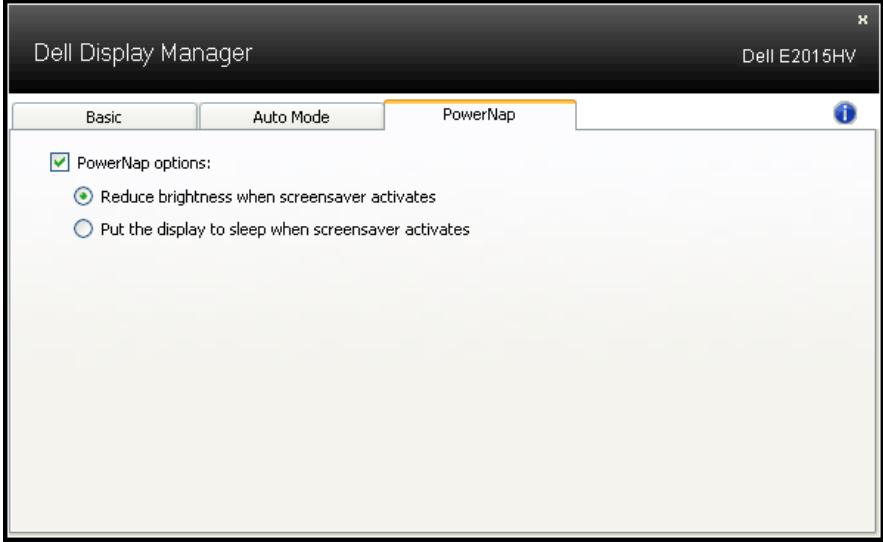 Dell Display Manager
Dell E2015HV
Basic
Auto Mode
PowerNap
PowerNap options:
Reduce brightness when screensaver activates
Put the display to sleep when screensaver activates